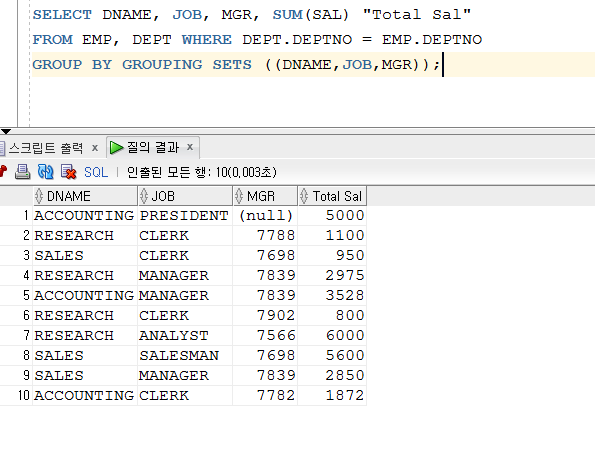 SELECT DNAME, JOB, MGR, SUM(SAL) "Total Sal"
FROM EMP, DEPT WHERE DEPT.DEPTNO = EMP.DEPTNO
GROUP BY GROUPING SETS ((DNAME,JOB,MGR));
스크립트 출력 x 질의 결과 x
SQL | 인출된 모든 행: 10(0,003초)
DNAME JOB MGR Total Sal
1 ACCOUNTING PRESIDENT (null) 5000
2 RESEARCH CLERK 7788 1100
3 SALES CLERK 7698 950
4 RESEARCH MANAGER 7839 2975
5 ACCOUNTING MANAGER 7839 3528
6 RESEARCH CLERK 7902 800
7 RESEARCH ANALYST 7566 6000
8 SALES SALESMAN 7698 5600
9 SALES MANAGER 7839 2850
10 ACCOUNTING CLERK 7782 1872